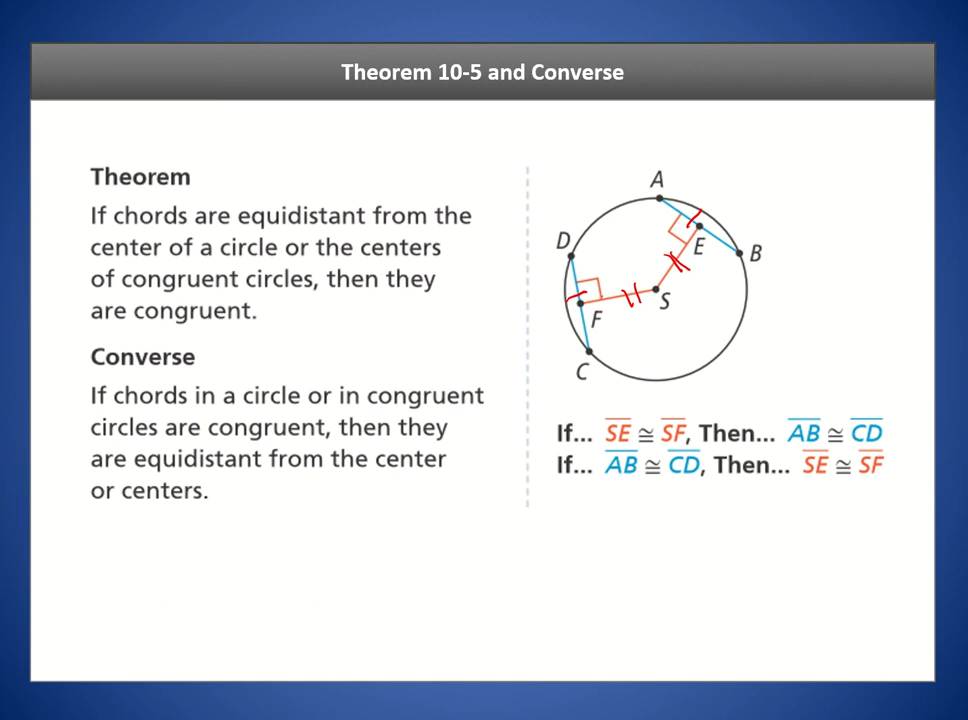 Theorem 10-5 and Converse
Theorem
If chords are equidistant from the
center of a circle or the centers
of congruent circles, then they
are congruent.
Converse
If chords in a circle or in congruent
circles are congruent, then they
are equidistant from the center
or centers.
A
D
E
B
S
F
C
If... SE ≅ SF, Then... AB ≅ CD
If... AB ≅ CD, Then... SE ≅ SF